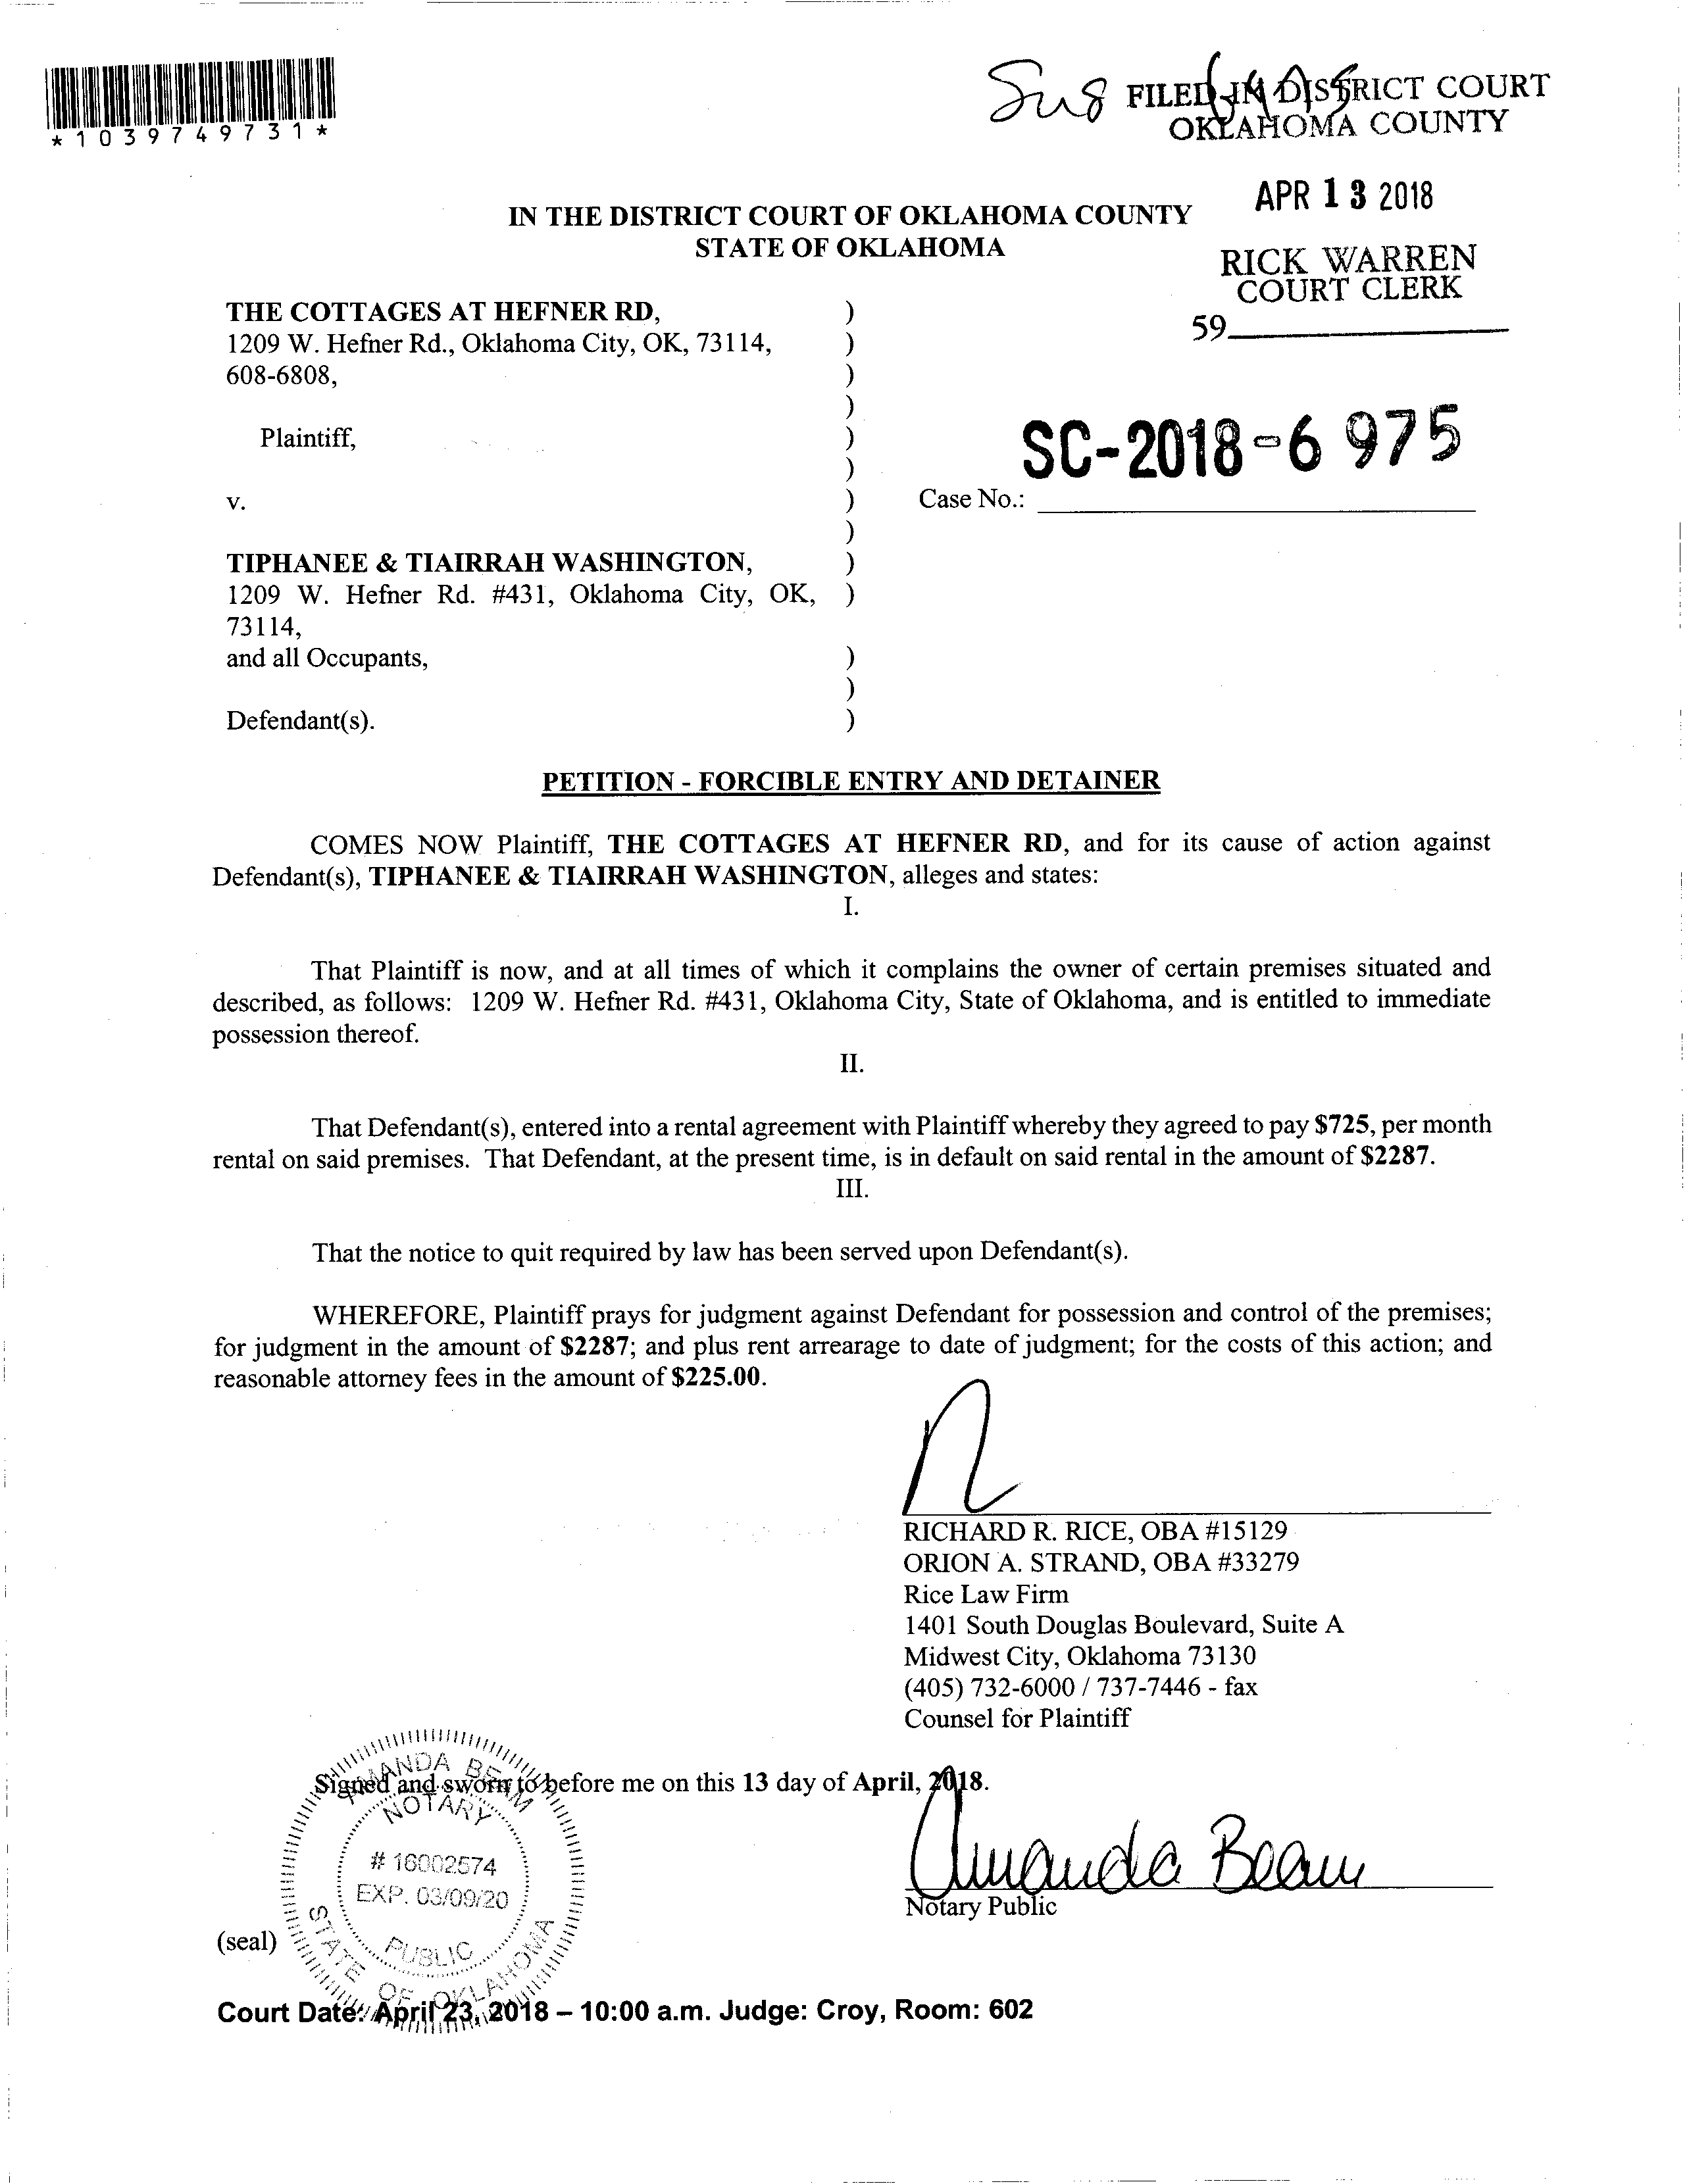 *1039749731*
FILED IN DISTRICT COURT
OKLAHOMA COUNTY
APR 13 2018
RICK WARREN
COURT CLERK
59
IN THE DISTRICT COURT OF OKLAHOMA COUNTY
STATE OF OKLAHOMA
THE COTTAGES AT HEFNER RD, )
1209 W. Hefner Rd., Oklahoma City, OK, 73114, )
608-6808, )
)
Plaintiff, )
)
v. )
)
SC-2018-6 975
Case No.:
TIPHANEE & TIAIRRAH WASHINGTON, )
1209 W. Hefner Rd. #431, Oklahoma City, OK, )
73114,
and all Occupants, )
)
Defendant(s). )
PETITION - FORCIBLE ENTRY AND DETAINER
COMES NOW Plaintiff, THE COTTAGES AT HEFNER RD, and for its cause of action against
Defendant(s), TIPHANEE & TIAIRRAH WASHINGTON, alleges and states:
I.
That Plaintiff is now, and at all times of which it complains the owner of certain premises situated and
described, as follows: 1209 W. Hefner Rd. #431, Oklahoma City, State of Oklahoma, and is entitled to immediate
possession thereof.
II.
That Defendant(s), entered into a rental agreement with Plaintiff whereby they agreed to pay $725, per month
rental on said premises. That Defendant, at the present time, is in default on said rental in the amount of $2287.
III.
That the notice to quit required by law has been served upon Defendant(s).
WHEREFORE, Plaintiff prays for judgment against Defendant for possession and control of the premises;
for judgment in the amount of $2287; and plus rent arrearage to date of judgment; for the costs of this action; and
reasonable attorney fees in the amount of $225.00.
RICHARD R. RICE, OBA #15129
ORION A. STRAND, OBA #33279
Rice Law Firm
1401 South Douglas Boulevard, Suite A
Midwest City, Oklahoma 73130
(405) 732-6000 / 737-7446 - fax
Counsel for Plaintiff
Signed and sworn to before me on this 13 day of April, 2018.
Amanda Beam
Notary Public
AMANDA BEAM
NOTARY
# 16002574
EXP. 03/09/20
PUBLIC
STATE OF OKLAHOMA
(seal)
Court Date: April 23, 2018 – 10:00 a.m. Judge: Croy, Room: 602